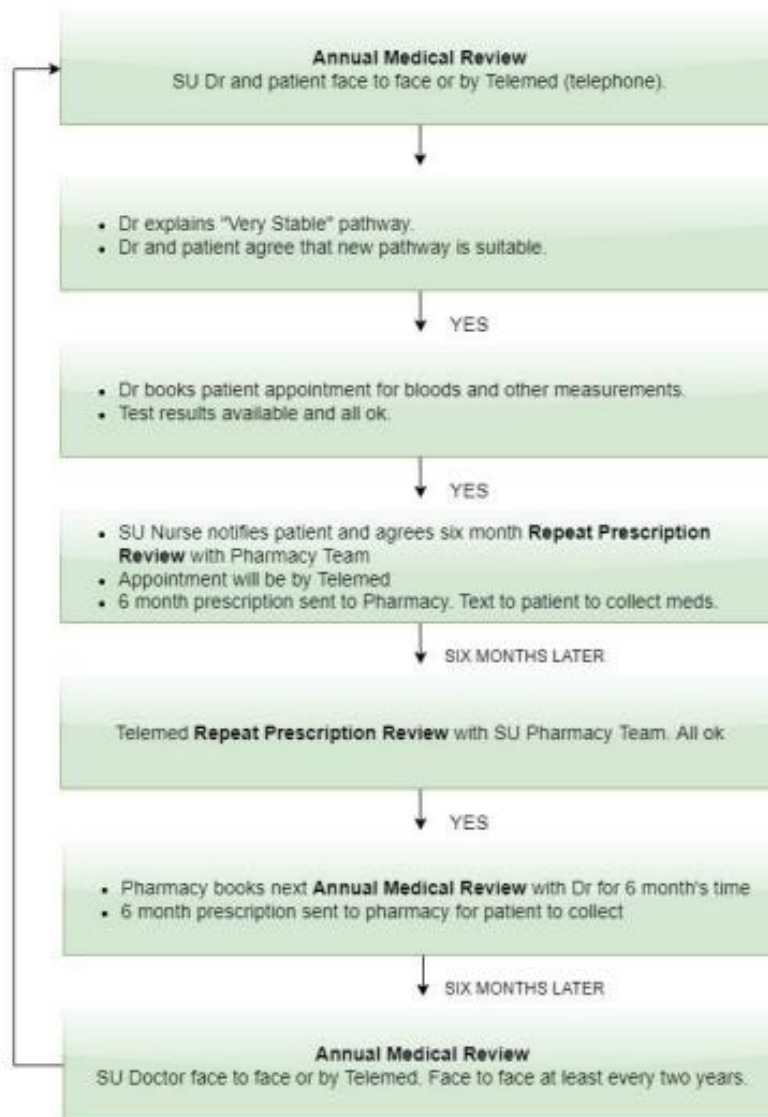 Annual Medical Review
SU Dr and patient face to face or by Telemed (telephone).
• Dr explains "Very Stable" pathway.
• Dr and patient agree that new pathway is suitable.
YES
• Dr books patient appointment for bloods and other measurements.
• Test results available and all ok.
YES
• SU Nurse notifies patient and agrees six month Repeat Prescription
Review with Pharmacy Team
• Appointment will be by Telemed
• 6 month prescription sent to Pharmacy. Text to patient to collect meds.
SIX MONTHS LATER
Telemed Repeat Prescription Review with SU Pharmacy Team. All ok
YES
• Pharmacy books next Annual Medical Review with Dr for 6 month's time
• 6 month prescription sent to pharmacy for patient to collect
SIX MONTHS LATER
Annual Medical Review
SU Doctor face to face or by Telemed. Face to face at least every two years.